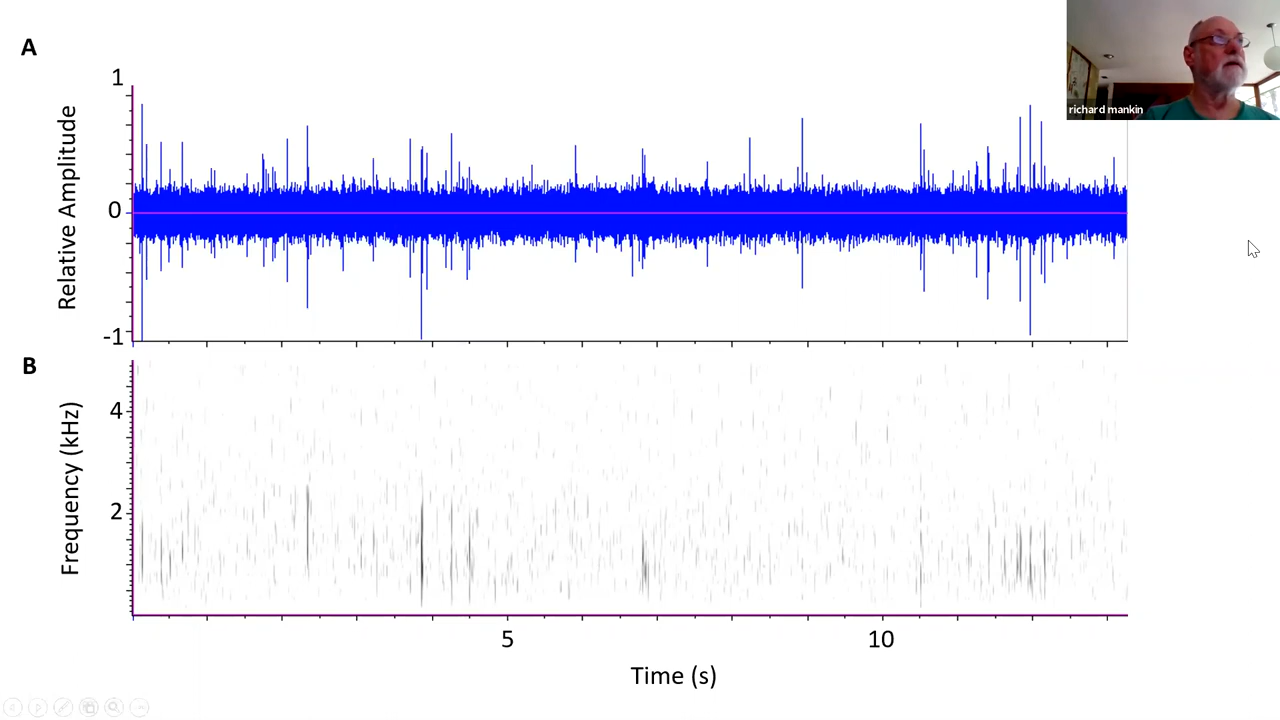 A
richard mankin
1
0
-1
Relative Amplitude
B
4
2
Frequency (kHz)
5
10
Time (s)